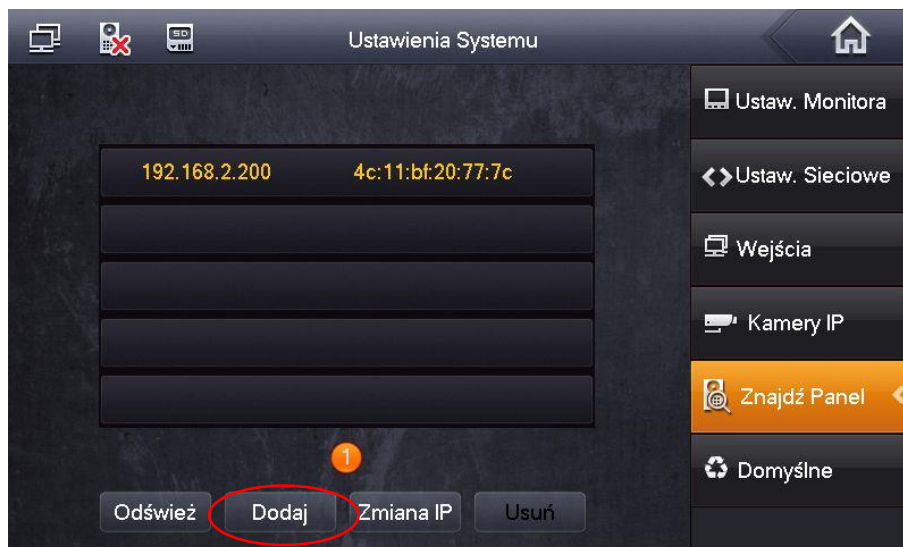 SD
Ustawienia Systemu
192.168.2.200 4c:11:bf:20:77:7c
1
Odśwież Dodaj Zmiana IP Usuń
Ustaw. Monitora
Ustaw. Sieciowe
Wejścia
Kamery IP
Znajdź Panel
Domyślne